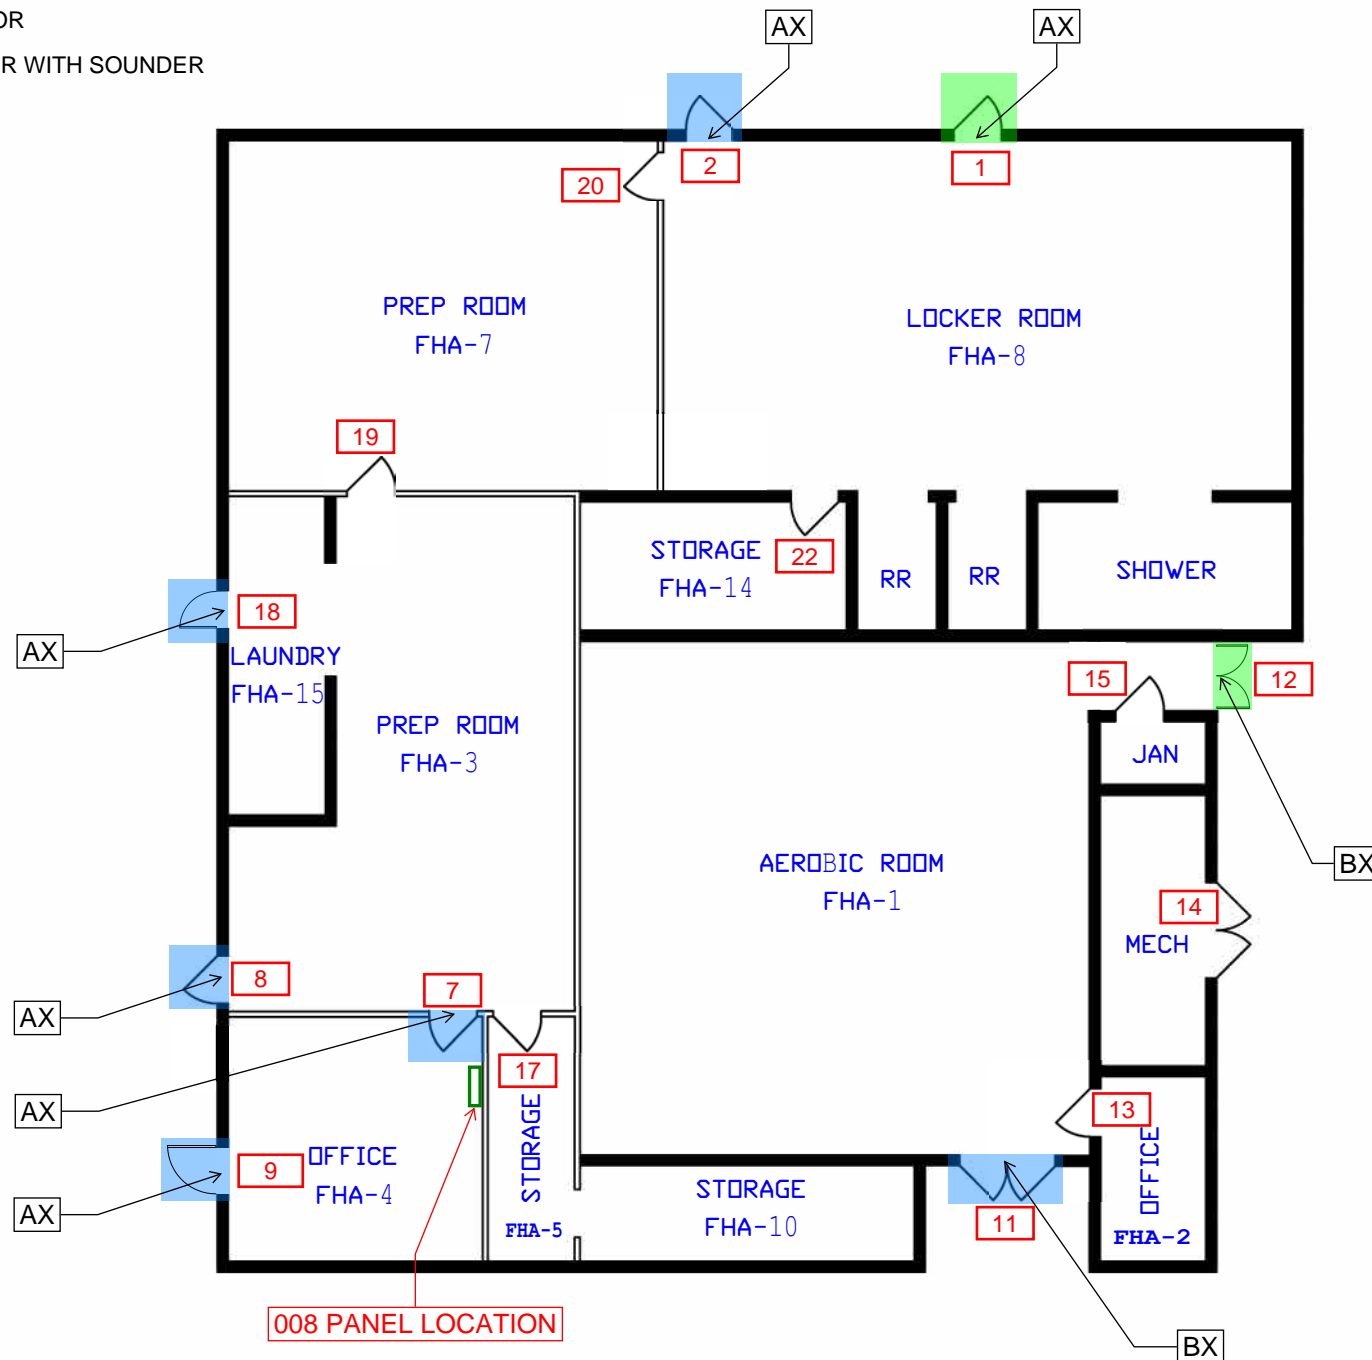 OR
R WITH SOUNDER
AX
AX
2
1
20
PREP ROOM
FHA-7
LOCKER ROOM
FHA-8
19
STORAGE
FHA-14
22
RR
RR
SHOWER
18
AX
LAUNDRY
FHA-15
15
12
PREP ROOM
FHA-3
JAN
AEROBIC ROOM
FHA-1
BX
14
MECH
8
7
AX
17
13
AX
STORAGE
FHA-5
OFFICE
FHA-2
9
OFFICE
FHA-4
AX
STORAGE
FHA-10
11
008 PANEL LOCATION
BX